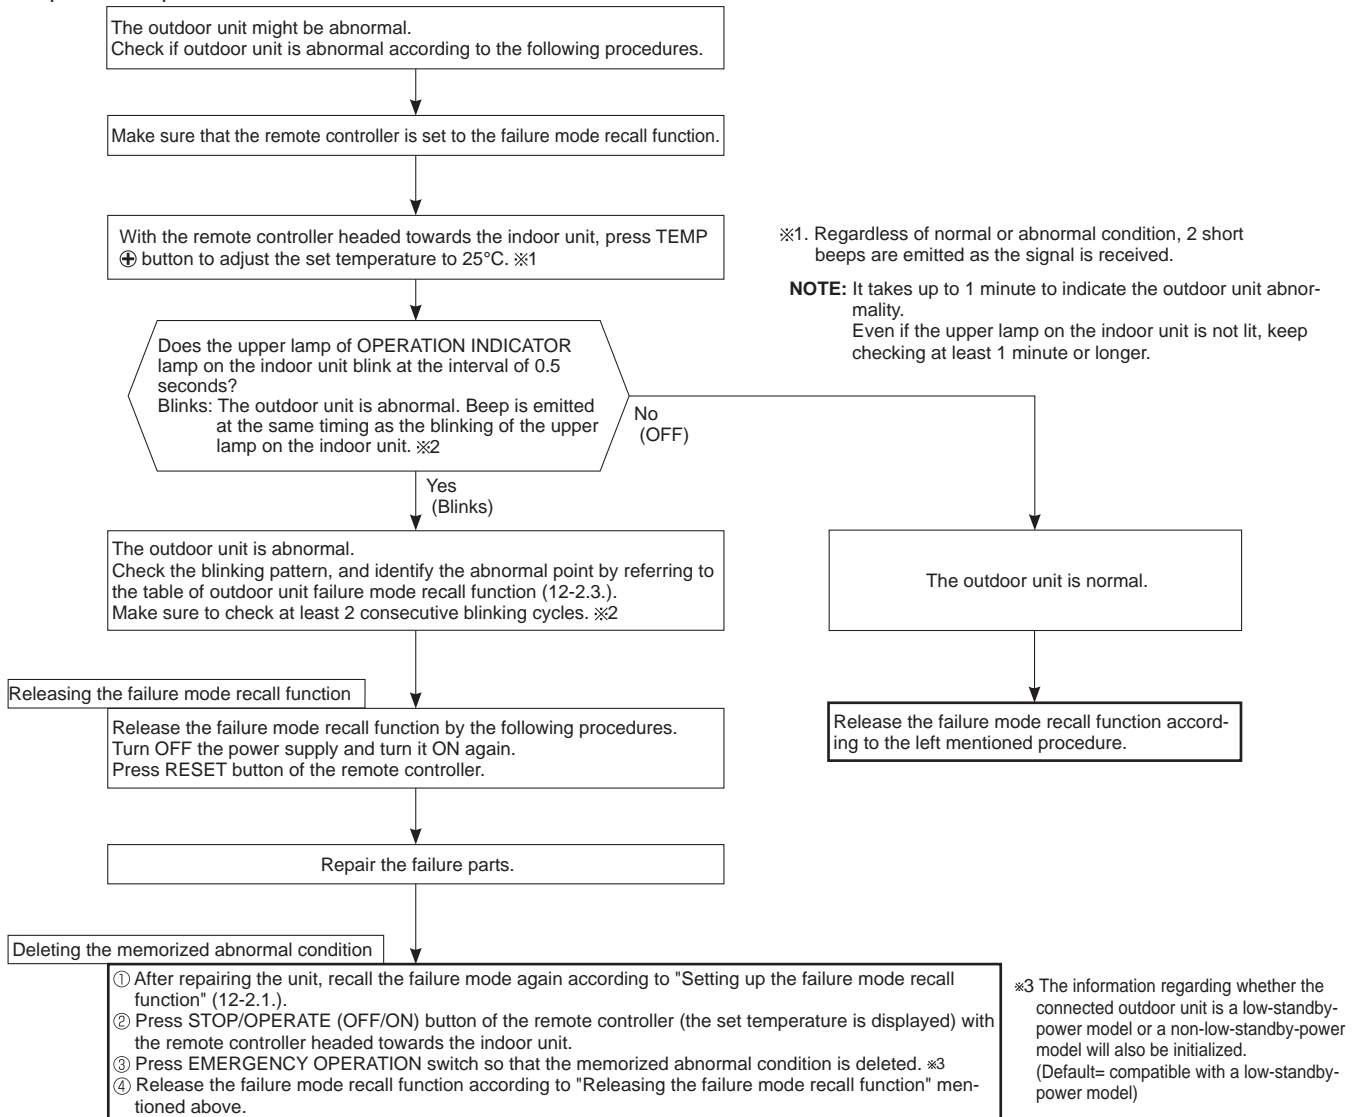 The outdoor unit might be abnormal.
Check if outdoor unit is abnormal according to the following procedures.
Make sure that the remote controller is set to the failure mode recall function.
With the remote controller headed towards the indoor unit, press TEMP
⊕ button to adjust the set temperature to 25°C. ※1
※1. Regardless of normal or abnormal condition, 2 short
beeps are emitted as the signal is received.
NOTE: It takes up to 1 minute to indicate the outdoor unit abnor-
mality.
Even if the upper lamp on the indoor unit is not lit, keep
checking at least 1 minute or longer.
Does the upper lamp of OPERATION INDICATOR
lamp on the indoor unit blink at the interval of 0.5
seconds?
Blinks: The outdoor unit is abnormal. Beep is emitted
at the same timing as the blinking of the upper
lamp on the indoor unit. ※2
No
(OFF)
Yes
(Blinks)
The outdoor unit is abnormal.
Check the blinking pattern, and identify the abnormal point by referring to
the table of outdoor unit failure mode recall function (12-2.3.).
Make sure to check at least 2 consecutive blinking cycles. ※2
The outdoor unit is normal.
Releasing the failure mode recall function
Release the failure mode recall function by the following procedures.
Turn OFF the power supply and turn it ON again.
Press RESET button of the remote controller.
Release the failure mode recall function accord-
ing to the left mentioned procedure.
Repair the failure parts.
Deleting the memorized abnormal condition
① After repairing the unit, recall the failure mode again according to "Setting up the failure mode recall
function" (12-2.1.).
② Press STOP/OPERATE (OFF/ON) button of the remote controller (the set temperature is displayed) with
the remote controller headed towards the indoor unit.
③ Press EMERGENCY OPERATION switch so that the memorized abnormal condition is deleted. ※3
④ Release the failure mode recall function according to "Releasing the failure mode recall function" men-
tioned above.
※3 The information regarding whether the
connected outdoor unit is a low-standby-
power model or a non-low-standby-power
model will also be initialized.
(Default= compatible with a low-standby-
power model)